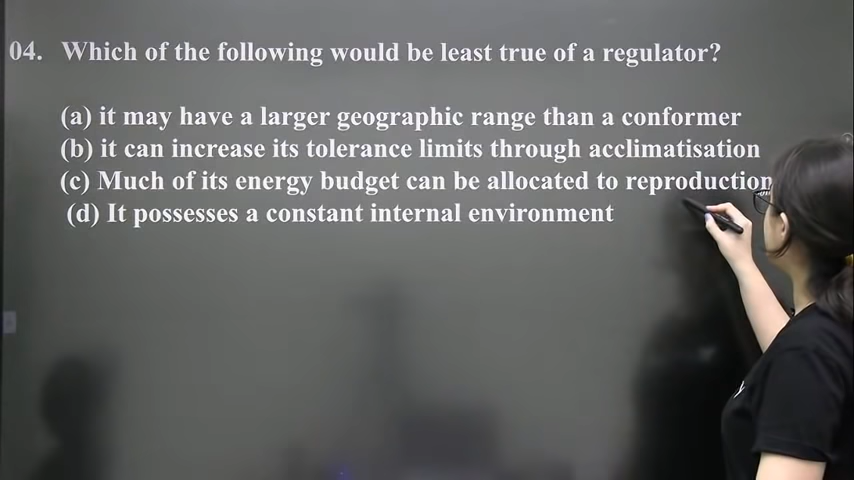 04. Which of the following would be least true of a regulator?
(a) it may have a larger geographic range than a conformer
(b) it can increase its tolerance limits through acclimatisation
(c) Much of its energy budget can be allocated to reproduction
(d) It possesses a constant internal environment